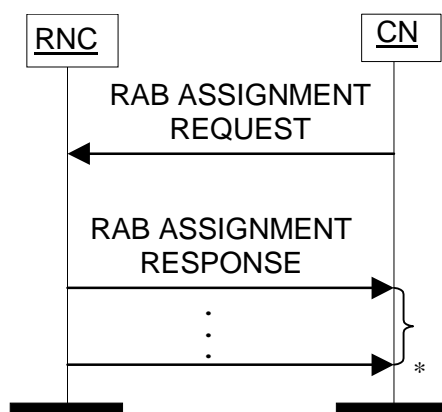 RNC
CN
RAB ASSIGNMENT
REQUEST
RAB ASSIGNMENT
RESPONSE
*